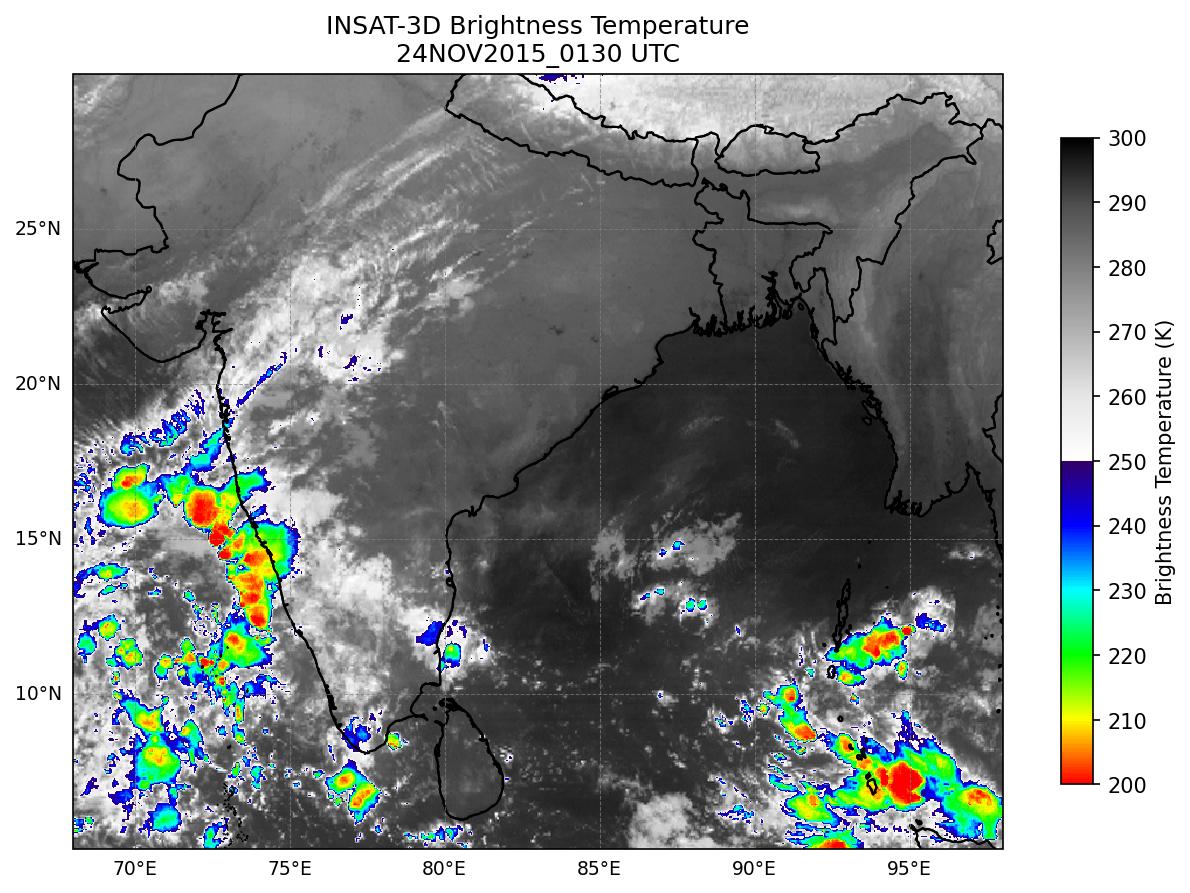 INSAT-3D Brightness Temperature
24NOV2015_0130 UTC
25°N
20°N
15°N
10°N
70°E
75°E
80°E
85°E
90°E
95°E
300
290
280
270
260
250
240
230
220
210
200
Brightness Temperature (K)